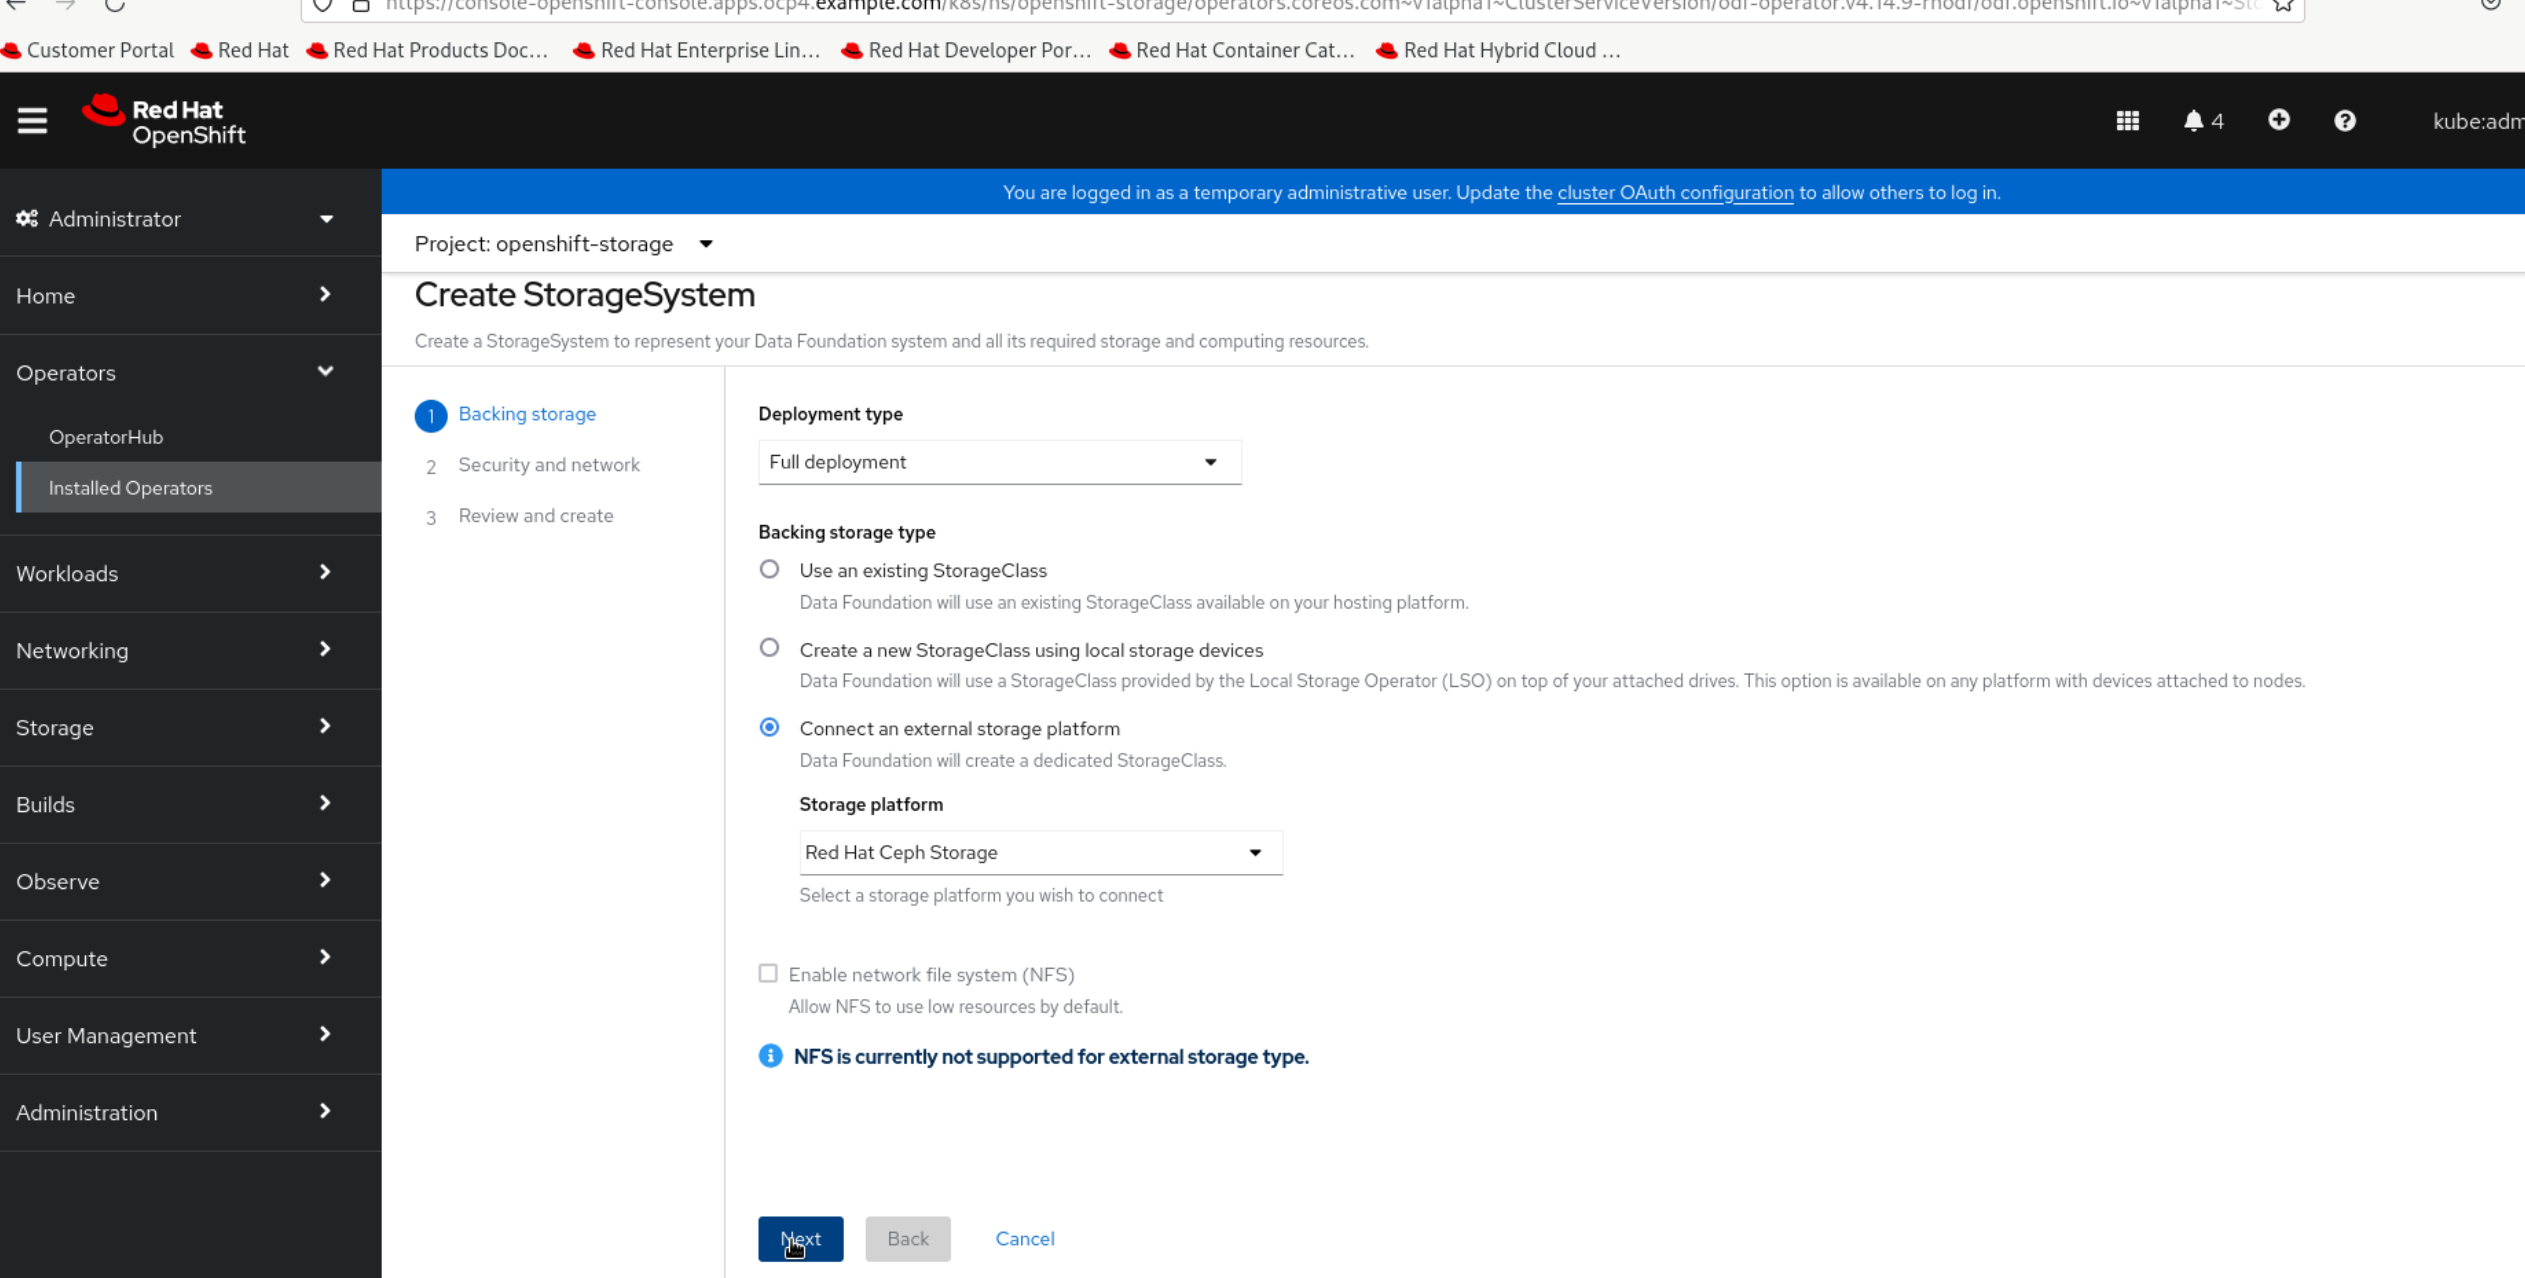 https://console-openshift-console.apps.ocp4.example.com/k8s/ns/openshift-storage/operators.coreos.com~v1alpha1~ClusterServiceVersion/odf-operator.v4.14.9-rhodf/odf.openshift.io~v1alpha1~Sto
Customer Portal Red Hat Red Hat Products Doc... Red Hat Enterprise Lin... Red Hat Developer Por... Red Hat Container Cat... Red Hat Hybrid Cloud ...
Red Hat
OpenShift
4
kube:adm
You are logged in as a temporary administrative user. Update the cluster OAuth configuration to allow others to log in.
Administrator
Home
Operators
OperatorHub
Installed Operators
Workloads
Networking
Storage
Builds
Observe
Compute
User Management
Administration
Project: openshift-storage
Create StorageSystem
Create a StorageSystem to represent your Data Foundation system and all its required storage and computing resources.
1 Backing storage
2 Security and network
3 Review and create
Deployment type
Full deployment
Backing storage type
Use an existing StorageClass
Data Foundation will use an existing StorageClass available on your hosting platform.
Create a new StorageClass using local storage devices
Data Foundation will use a StorageClass provided by the Local Storage Operator (LSO) on top of your attached drives. This option is available on any platform with devices attached to nodes.
Connect an external storage platform
Data Foundation will create a dedicated StorageClass.
Storage platform
Red Hat Ceph Storage
Select a storage platform you wish to connect
Enable network file system (NFS)
Allow NFS to use low resources by default.
NFS is currently not supported for external storage type.
Next Back Cancel